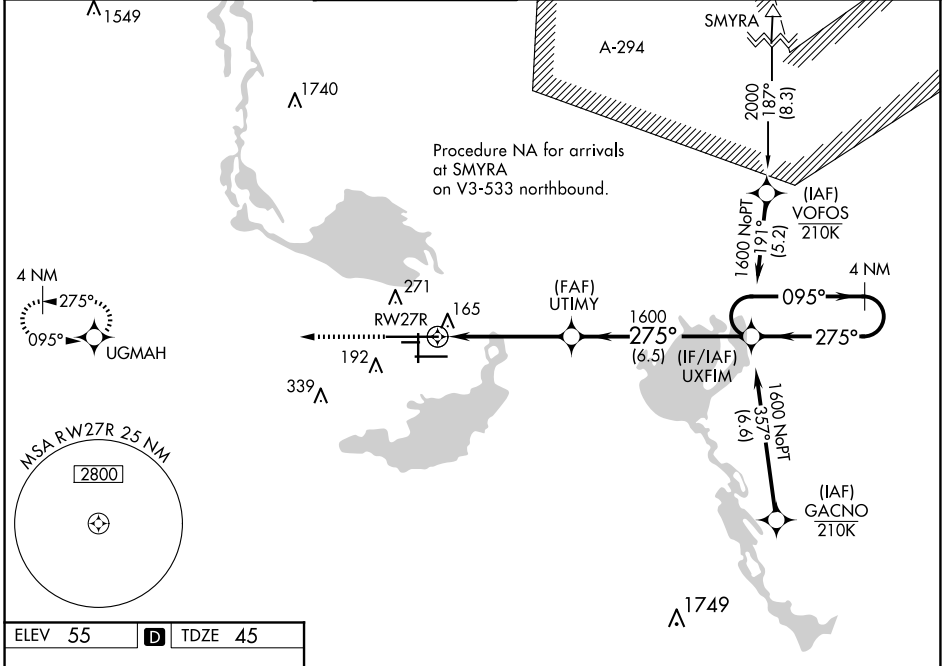 1549
SMYRA
A-294
1740
2000
187°
(8.3)
Procedure NA for arrivals
at SMYRA
on V3-533 northbound.
(IAF)
VOFOS
210K
1600 NoPT
191°
(5.2)
4 NM
275°
095°
UGMAH
271
RW27R
165
(FAF)
UTIMY
4 NM
095°
1600
275°
(6.5)
275°
(IF/IAF)
UXFIM
192
339
1600 NoPT
357°
(6.6)
MSA RW27R 25 NM
2800
(IAF)
GACNO
210K
1749
ELEV 55 D TDZE 45